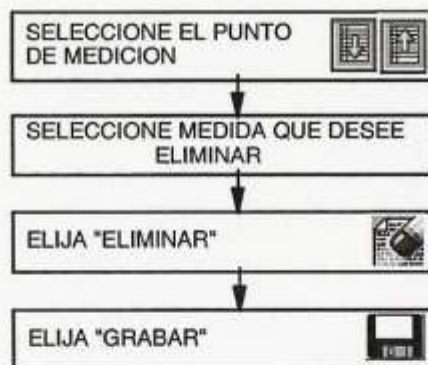 SELECCIONE EL PUNTO
DE MEDICION
SELECCIONE MEDIDA QUE DESEE
ELIMINAR
ELIJA "ELIMINAR"
ELIJA "GRABAR"